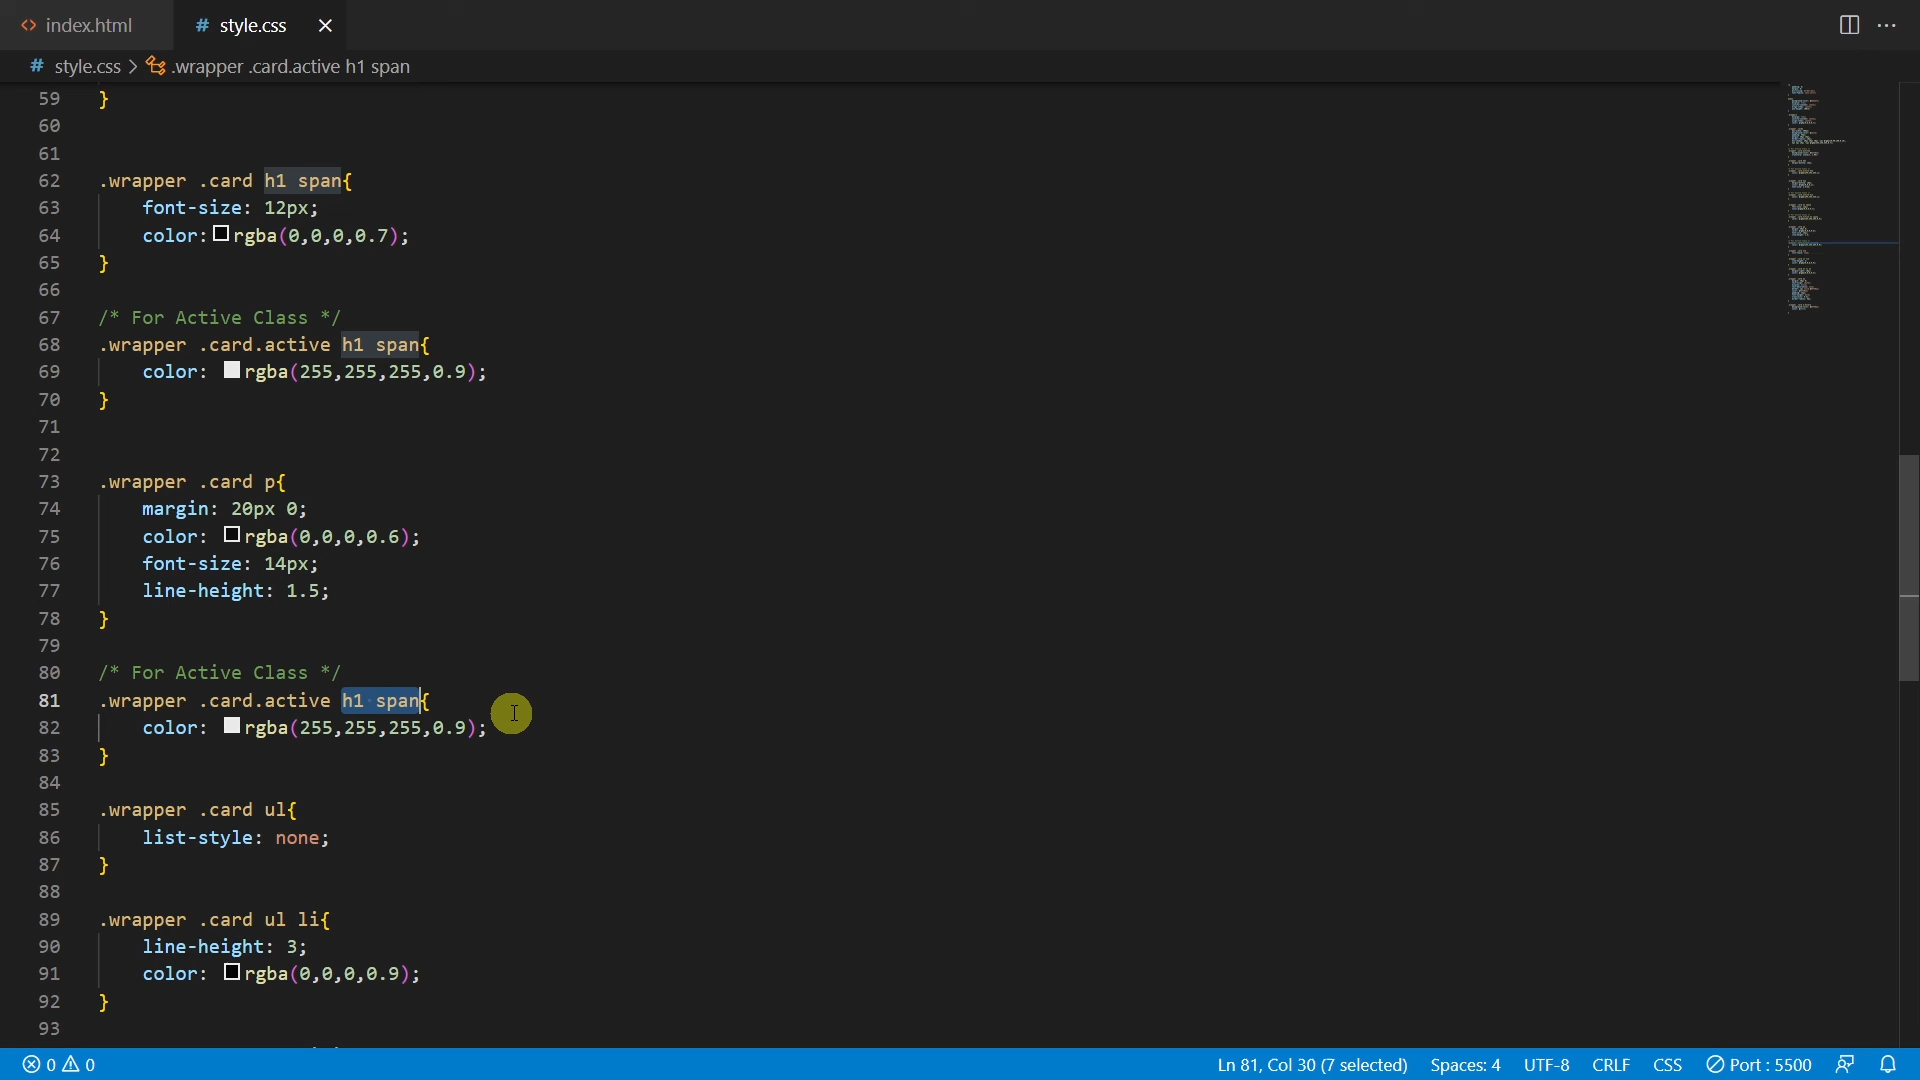 <> index.html # style.css ×
# style.css > .wrapper .card.active h1 span
59 }
60
61
62 .wrapper .card h1 span{
63 font-size: 12px;
64 color: rgba(0,0,0,0.7);
65 }
66
67 /* For Active Class */
68 .wrapper .card.active h1 span{
69 color: rgba(255,255,255,0.9);
70 }
71
72
73 .wrapper .card p{
74 margin: 20px 0;
75 color: rgba(0,0,0,0.6);
76 font-size: 14px;
77 line-height: 1.5;
78 }
79
80 /* For Active Class */
81 .wrapper .card.active h1 span{
82 color: rgba(255,255,255,0.9);
83 }
84
85 .wrapper .card ul{
86 list-style: none;
87 }
88
89 .wrapper .card ul li{
90 line-height: 3;
91 color: rgba(0,0,0,0.9);
92 }
93
0 0 Ln 81, Col 30 (7 selected) Spaces: 4 UTF-8 CRLF CSS Port : 5500